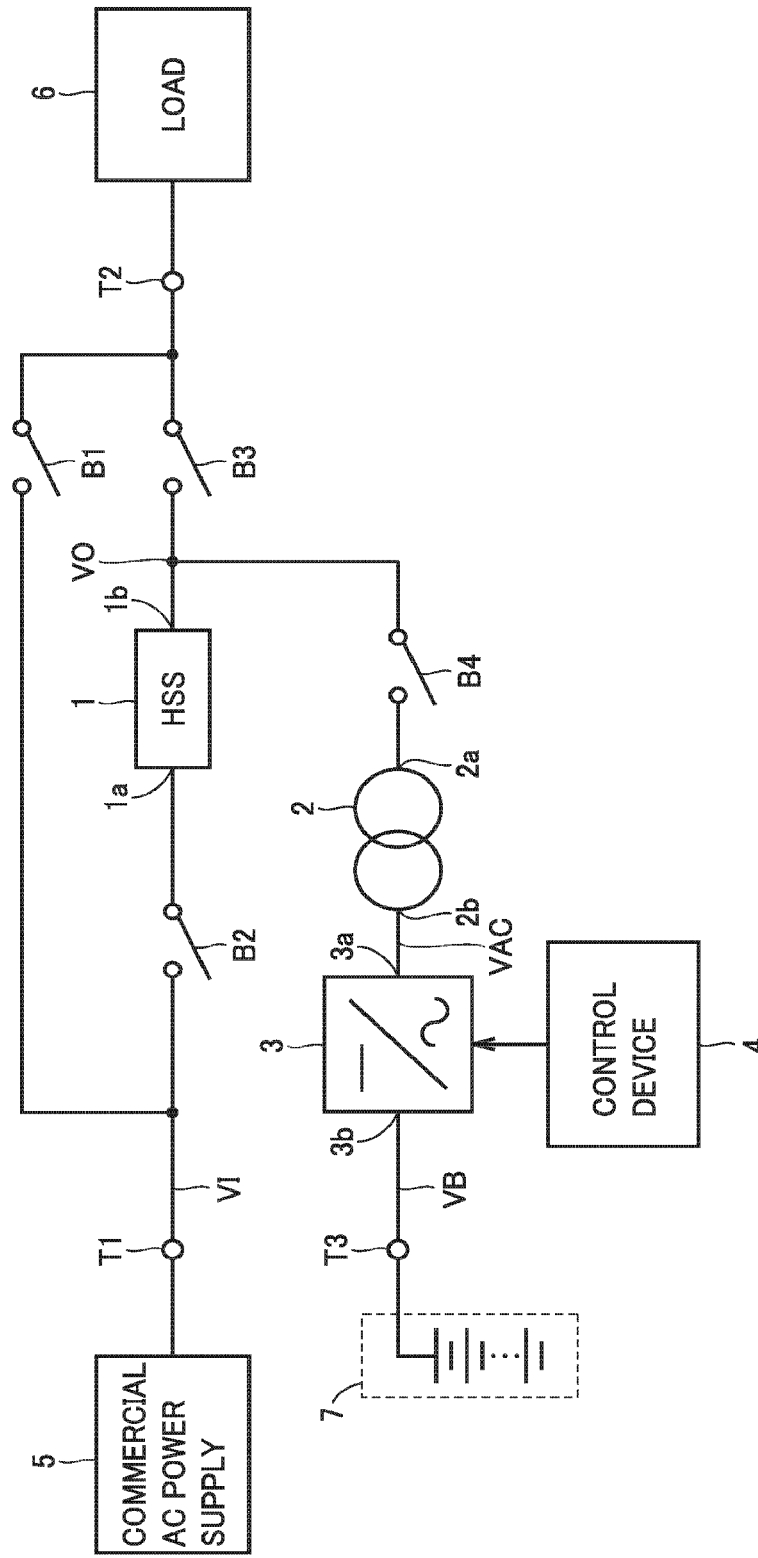 5
COMMERCIAL
AC POWER
SUPPLY
T1
VI
B2
1a
1
HSS
1b
VO
B1
B3
T2
6
LOAD
7
T3
VB
3b
3
3a
VAC
2b
2
2a
B4
CONTROL
DEVICE
4